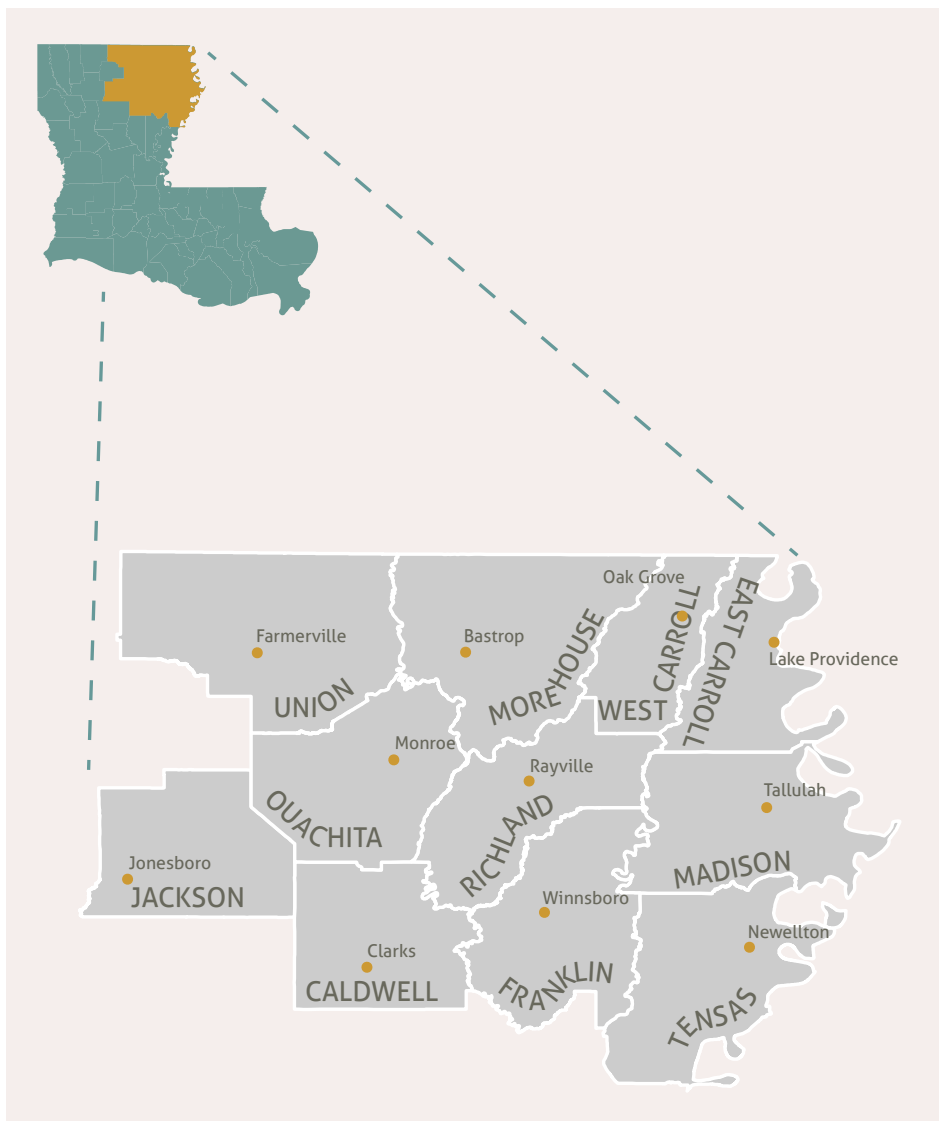 Oak Grove
WEST CARROLL
EAST CARROLL
Farmerville
UNION
Bastrop
MOREHOUSE
Lake Providence
Monroe
OUACHITA
Rayville
RICHLAND
Tallulah
MADISON
Jonesboro
JACKSON
Winnsboro
FRANKLIN
Clarks
CALDWELL
Newellton
TENSAS